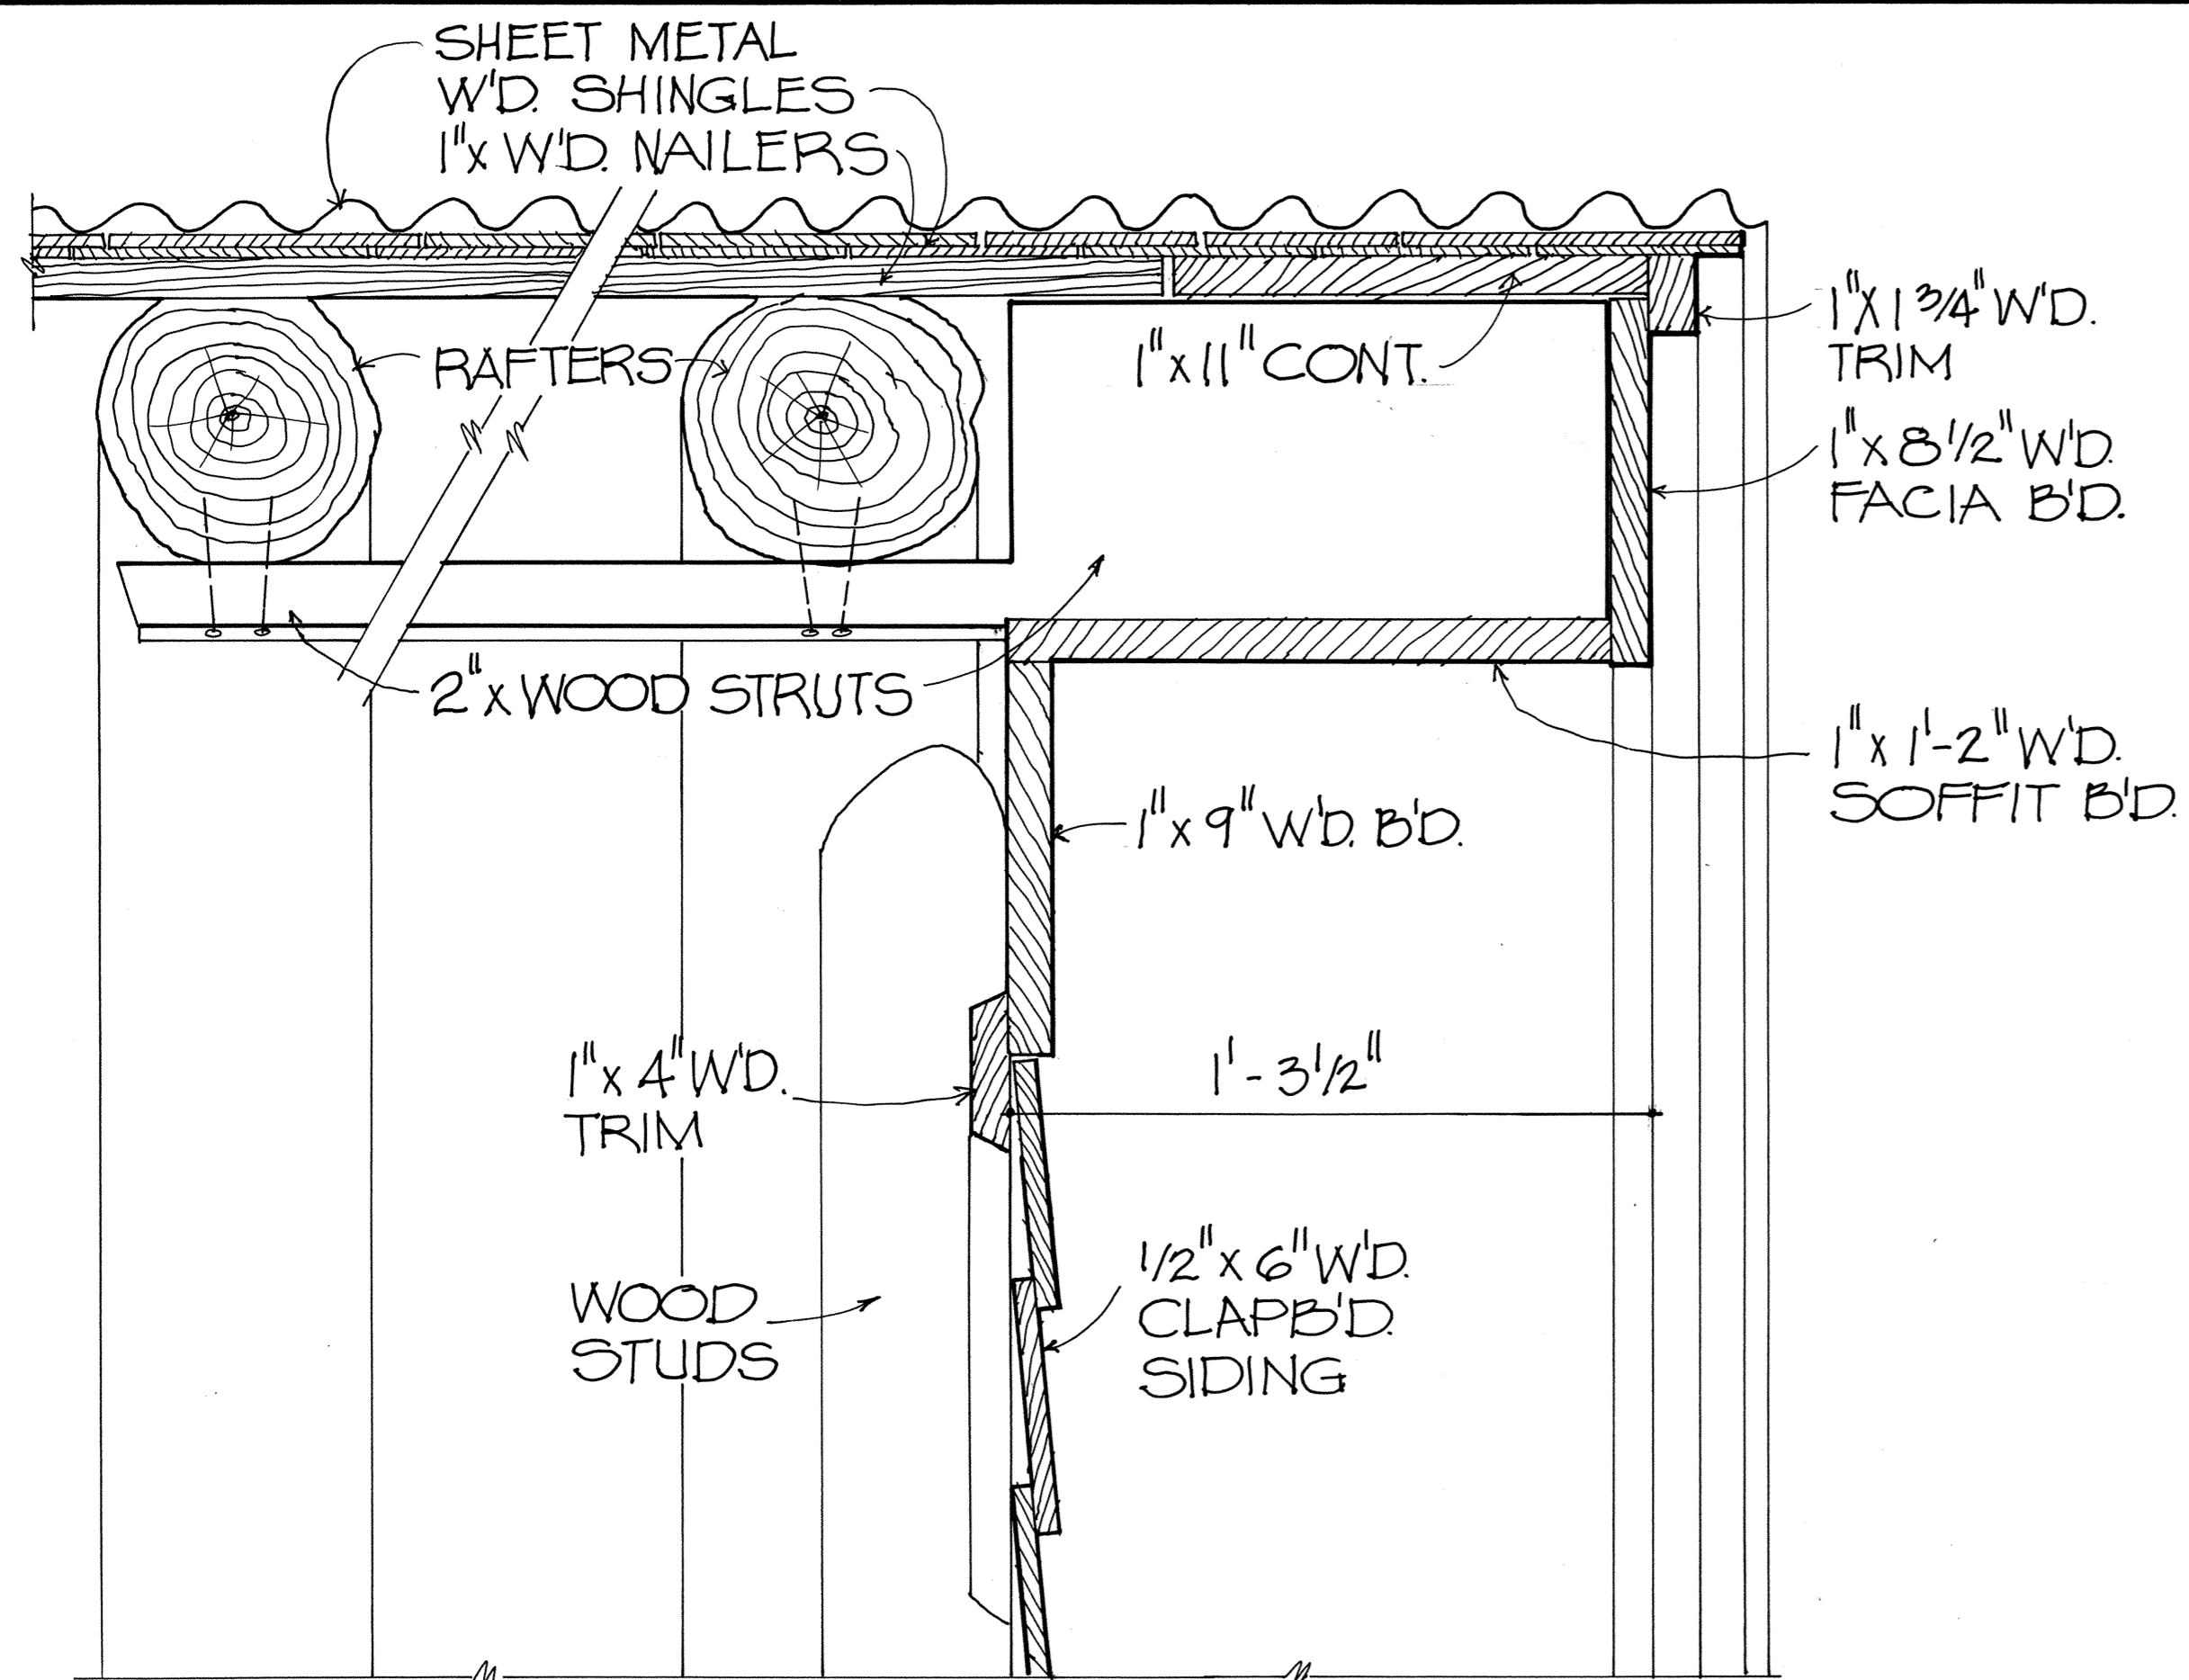 SHEET METAL
W'D. SHINGLES
1"x W'D. NAILERS
RAFTERS
1"x11" CONT.
1"x1 3/4" W'D.
TRIM
1"x 8 1/2" W'D.
FACIA B'D.
2"x WOOD STRUTS
1"x 1'-2" W'D.
SOFFIT B'D.
1"x 9" W'D. B'D.
1"x 4" W'D.
TRIM
1'-3 1/2"
WOOD
STUDS
1/2"x 6" W'D.
CLAPB'D.
SIDING